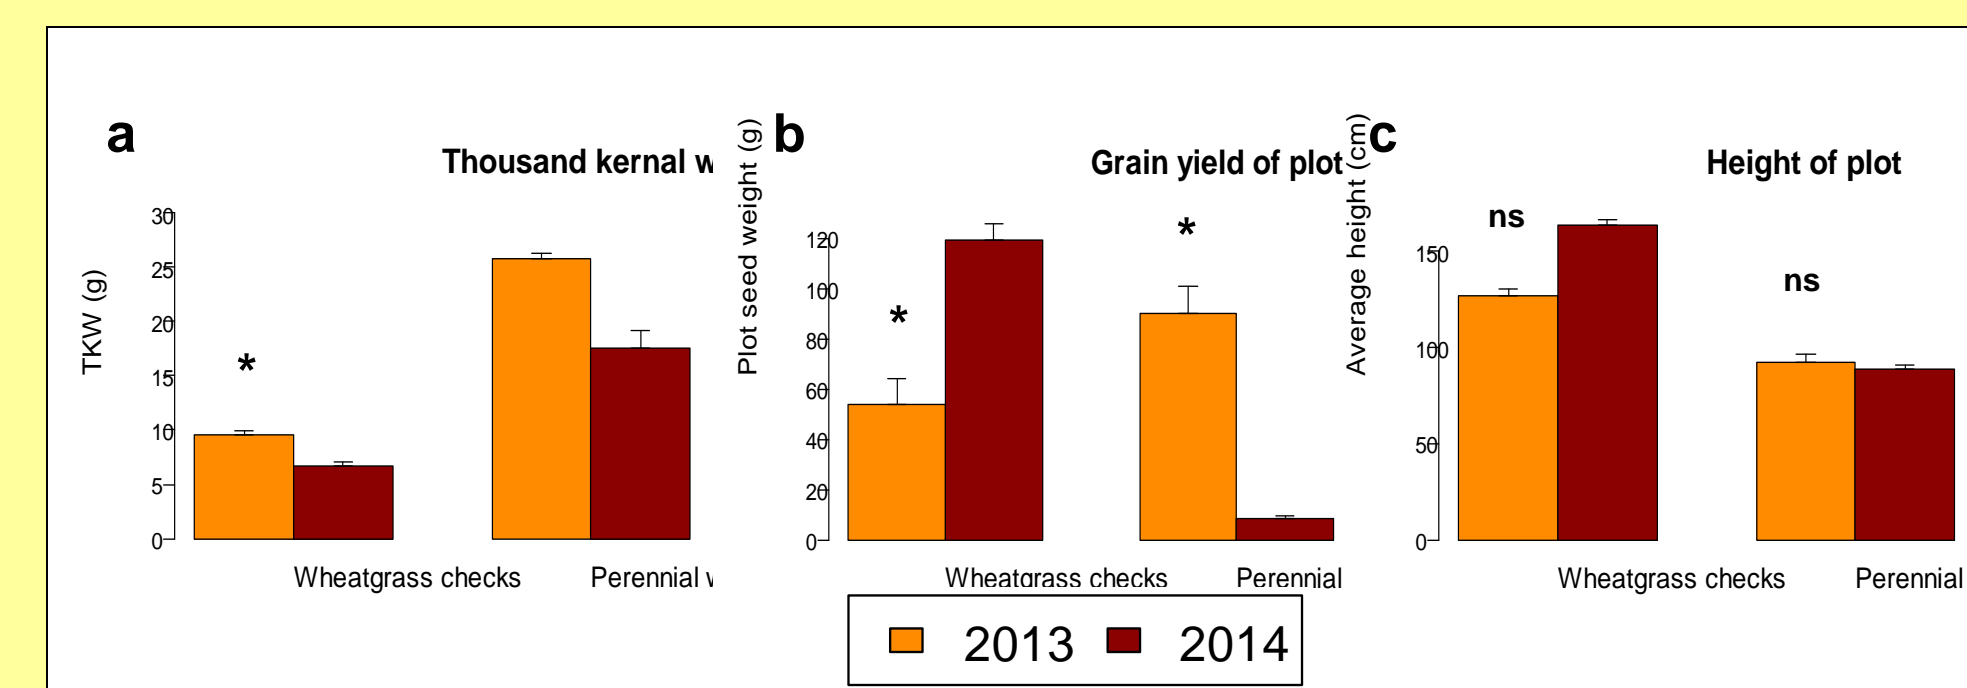 a
Thousand kernal
TKW (g)
30
25
20
15
10
5
0
*
Wheatgrass checks
Perennial
b
Grain yield of plot
Plot seed weight (g)
120
100
80
60
40
20
0
*
*
Wheatgrass checks
Perennial
c
Height of plot
Average height (cm)
150
100
50
0
ns
ns
Wheatgrass checks
Perennial
2013
2014